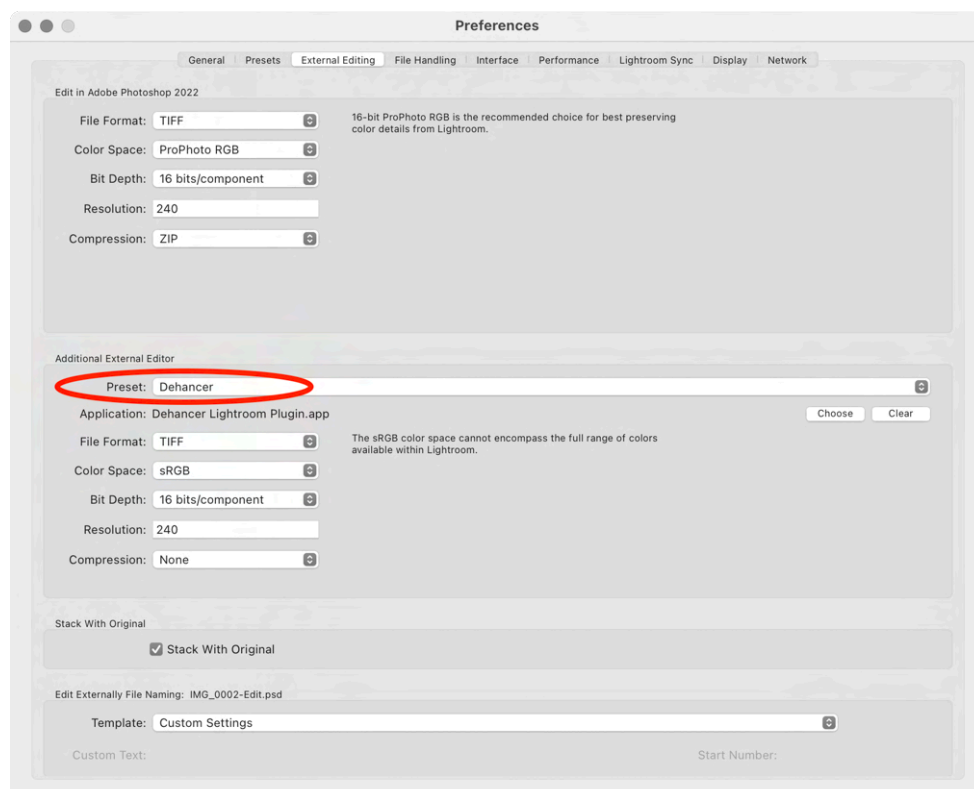 Preferences
General Presets External Editing File Handling Interface Performance Lightroom Sync Display Network
Edit in Adobe Photoshop 2022
File Format: TIFF
16-bit ProPhoto RGB is the recommended choice for best preserving
color details from Lightroom.
Color Space: ProPhoto RGB
Bit Depth: 16 bits/component
Resolution: 240
Compression: ZIP
Additional External Editor
Preset: Dehancer
Application: Dehancer Lightroom Plugin.app Choose Clear
File Format: TIFF
The sRGB color space cannot encompass the full range of colors
available within Lightroom.
Color Space: sRGB
Bit Depth: 16 bits/component
Resolution: 240
Compression: None
Stack With Original
Stack With Original
Edit Externally File Naming: IMG_0002-Edit.psd
Template: Custom Settings
Custom Text: Start Number: